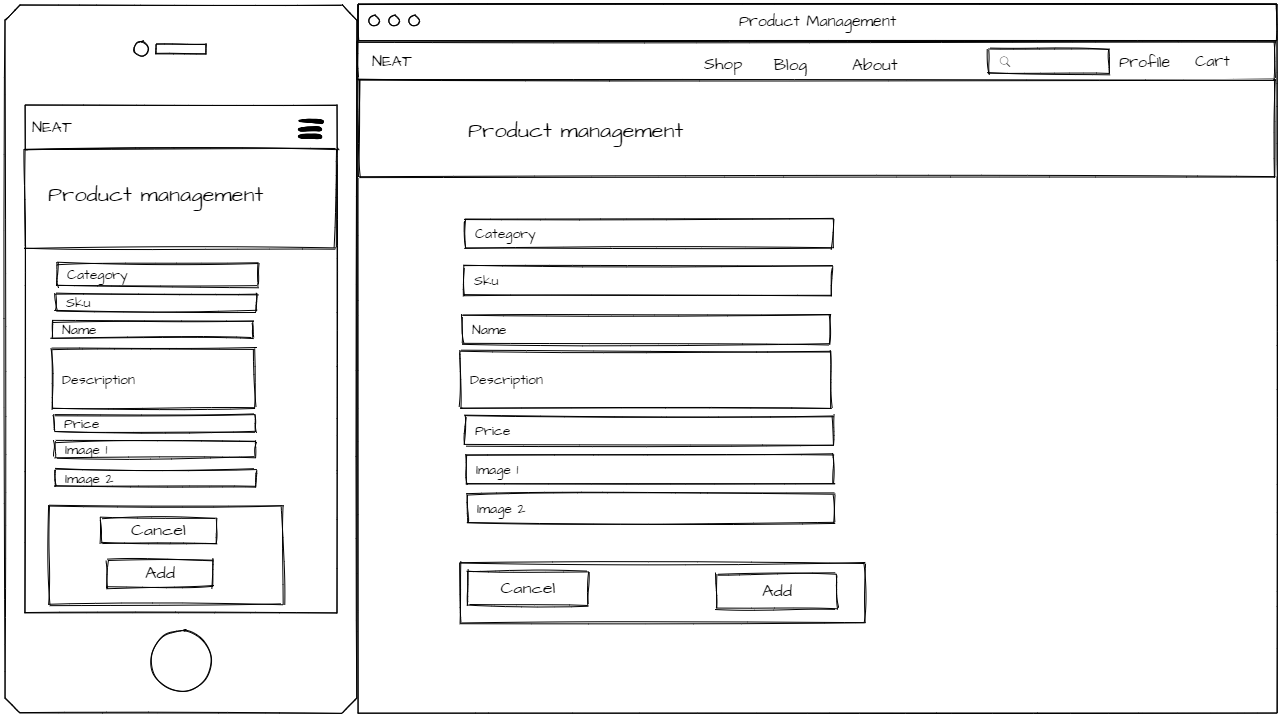 NEAT
Product management
Category
Sku
Name
Description
Price
Image 1
Image 2
Cancel
Add
Product Management
NEAT
Shop
Blog
About
Profile
Cart
Product management
Category
Sku
Name
Description
Price
Image 1
Image 2
Cancel
Add